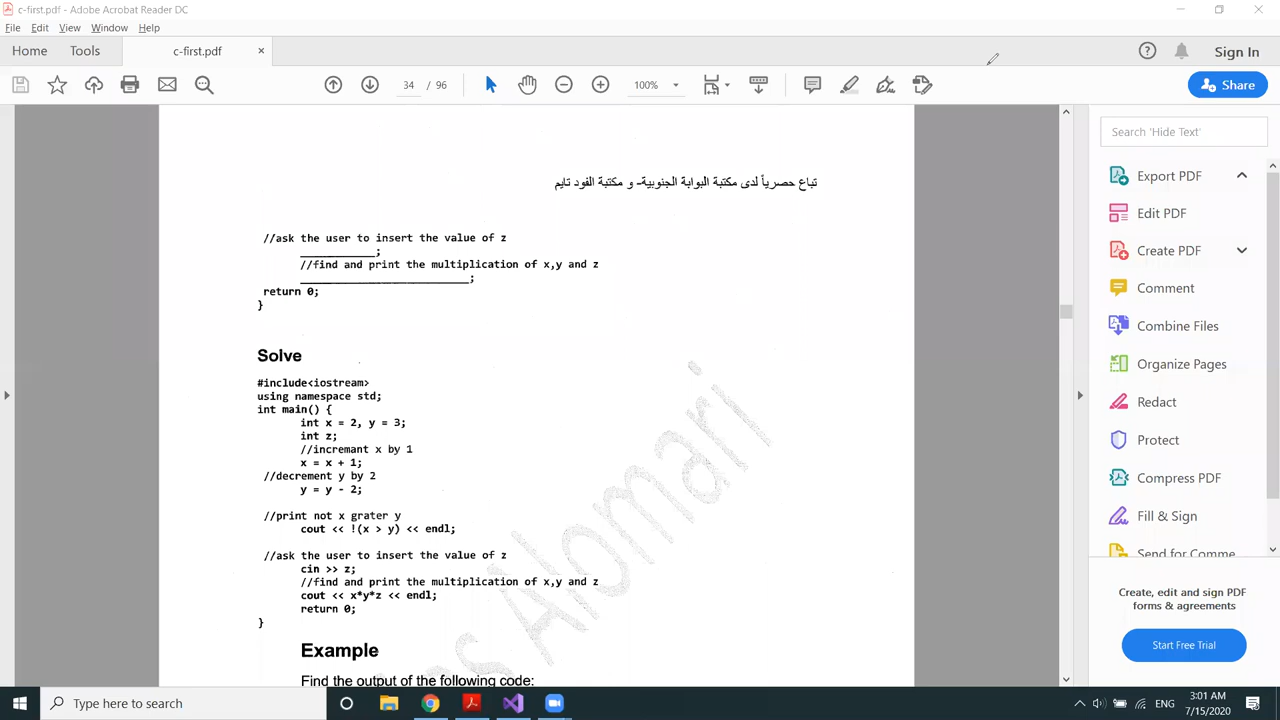 c-first.pdf - Adobe Acrobat Reader DC
File Edit View Window Help
Home Tools c-first.pdf × Sign In
34 / 96 100% Share
Search 'Hide Text'
Export PDF
Edit PDF
Create PDF
Comment
Combine Files
Organize Pages
Redact
Protect
Compress PDF
Fill & Sign
Send for Comme
Create, edit and sign PDF
forms & agreements
Start Free Trial
تباع حصرياً لدى مكتبة البوابة الجنوبية- و مكتبة الفود تايم
//ask the user to insert the value of z
____________;
//find and print the multiplication of x,y and z
___________________________;
return 0;
}
Solve
#include<iostream>
using namespace std;
int main() {
int x = 2, y = 3;
int z;
//incremant x by 1
x = x + 1;
//decrement y by 2
y = y - 2;
//print not x grater y
cout << !(x > y) << endl;
//ask the user to insert the value of z
cin >> z;
//find and print the multiplication of x,y and z
cout << x*y*z << endl;
return 0;
}
Example
Find the output of the following code:
Alomari
Type here to search
ENG
3:01 AM
7/15/2020